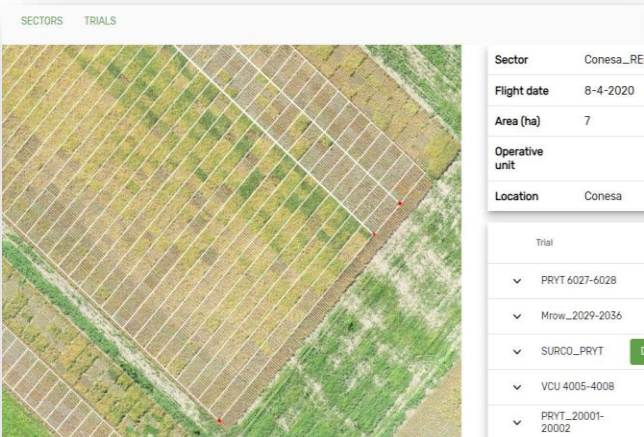 SECTORS TRIALS
Sector Conesa_RE
Flight date 8-4-2020
Area (ha) 7
Operative
unit
Location Conesa
Trial
PRYT 6027-6028
Mrow_2029-2036
SURCO_PRYT
VCU 4005-4008
PRYT_20001-
20002